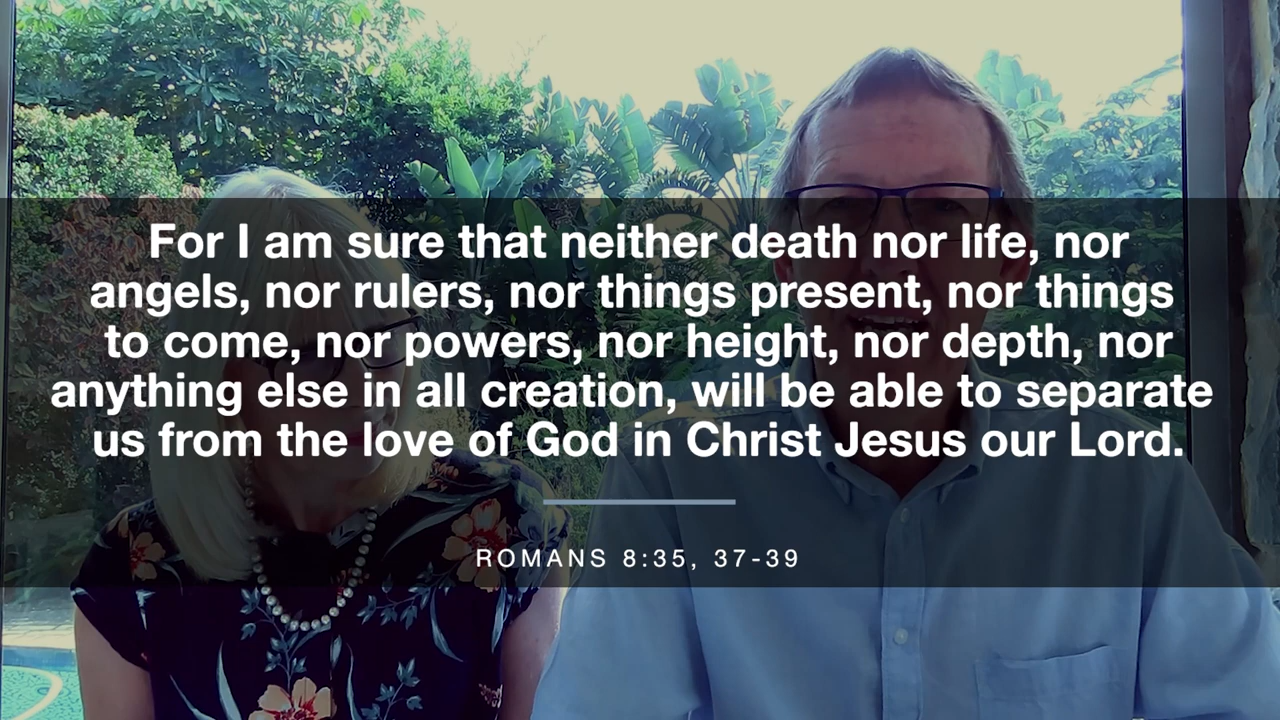 For I am sure that neither death nor life, nor
angels, nor rulers, nor things present, nor things
to come, nor powers, nor height, nor depth, nor
anything else in all creation, will be able to separate
us from the love of God in Christ Jesus our Lord.
ROMANS 8:35, 37-39